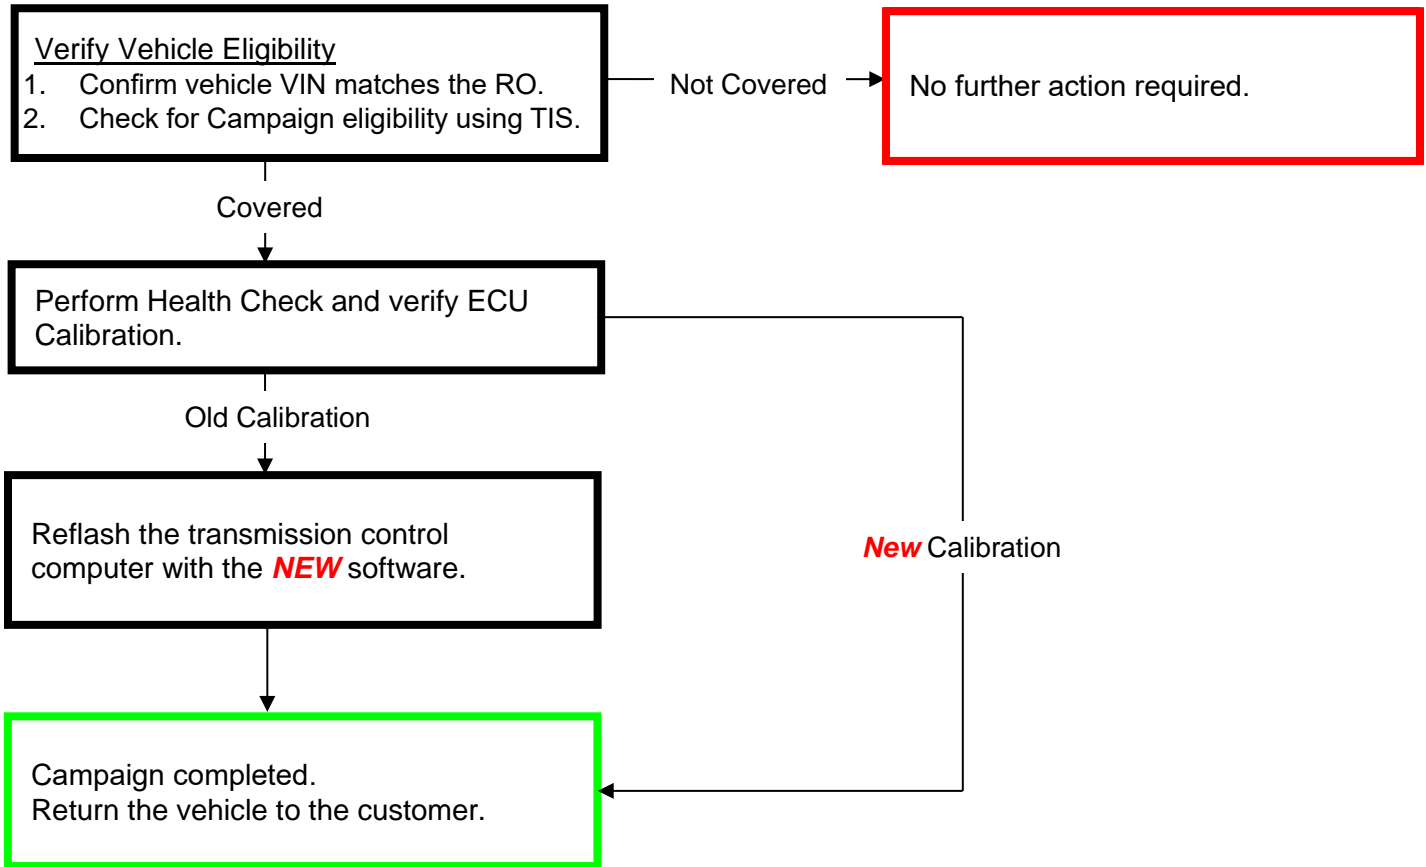 Verify Vehicle Eligibility
1. Confirm vehicle VIN matches the RO.
2. Check for Campaign eligibility using TIS.
Not Covered
No further action required.
Covered
Perform Health Check and verify ECU
Calibration.
Old Calibration
Reflash the transmission control
computer with the NEW software.
New Calibration
Campaign completed.
Return the vehicle to the customer.